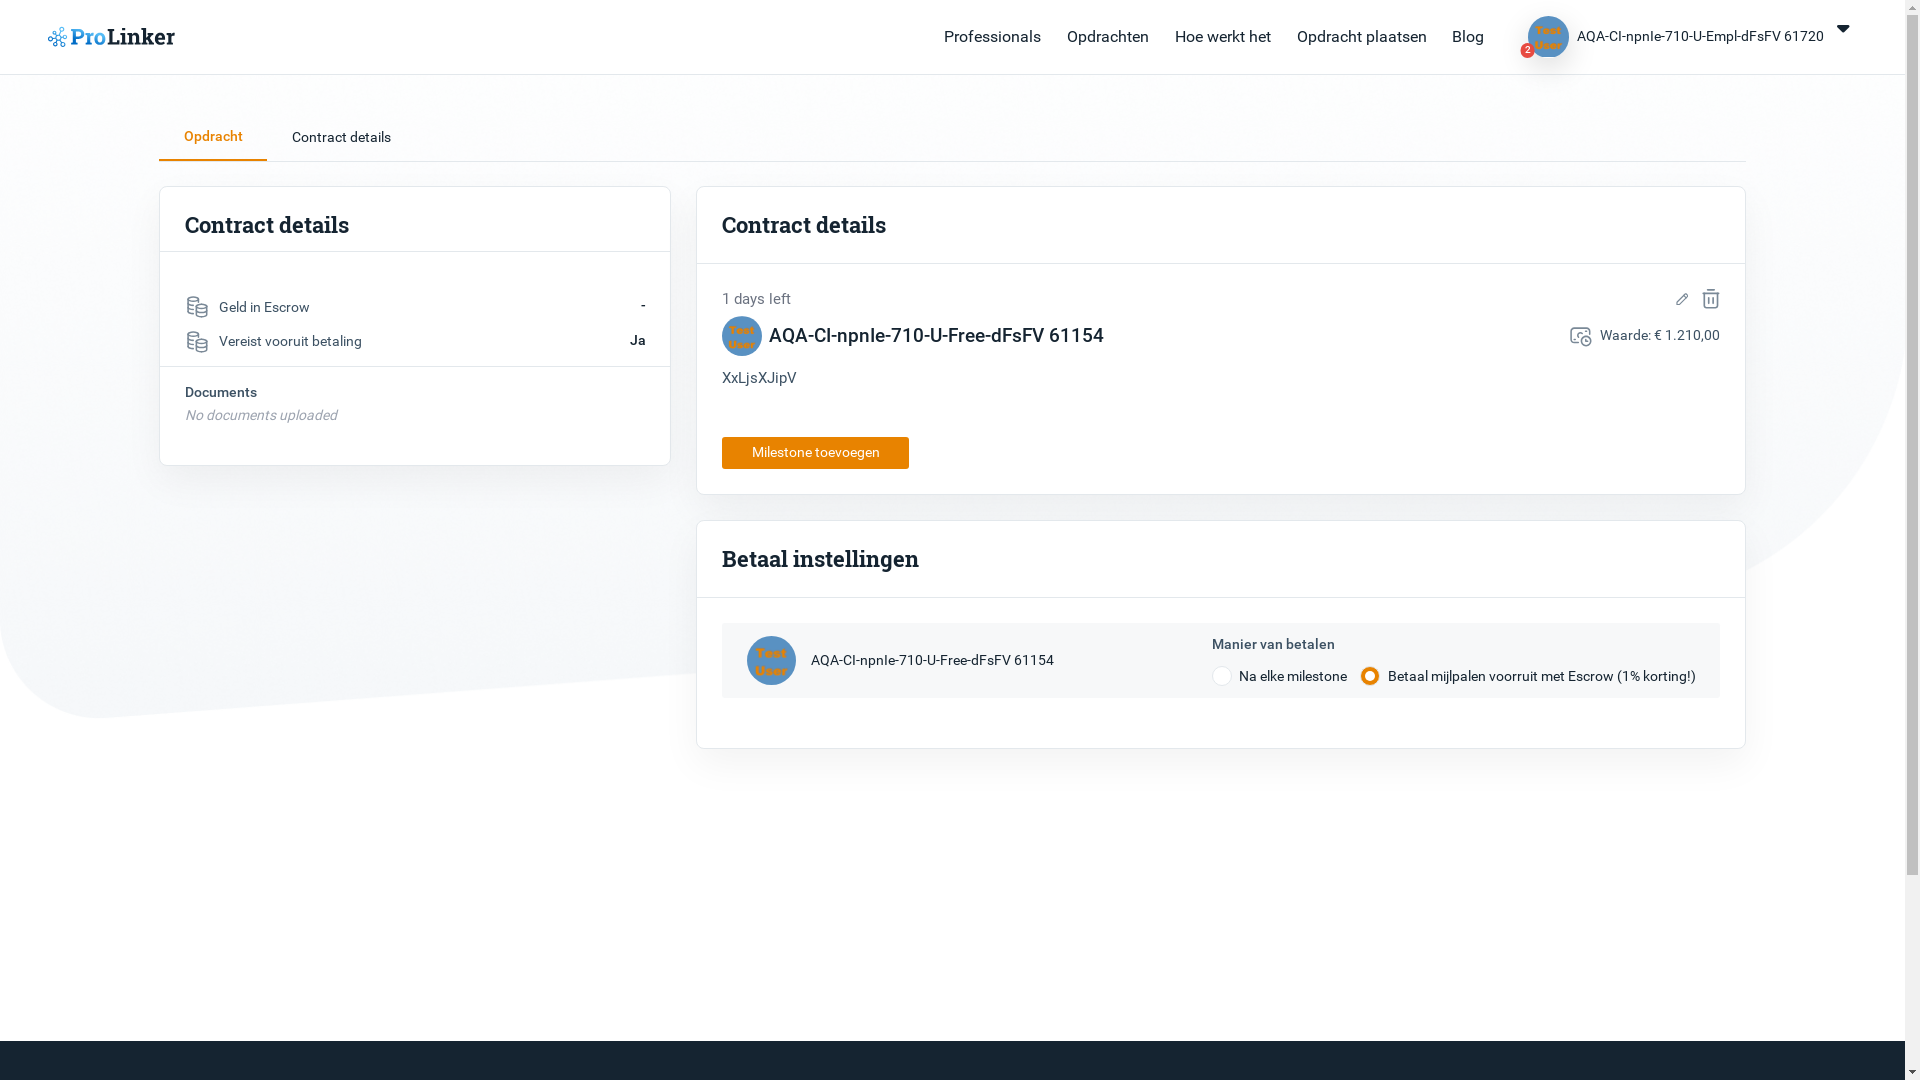 ProLinker
Professionals
Opdrachten
Hoe werkt het
Opdracht plaatsen
Blog
Test
User
2
AQA-CI-npnIe-710-U-Empl-dFsFV 61720
Opdracht
Contract details
Contract details
Geld in Escrow
-
Vereist vooruit betaling
Ja
Documents
No documents uploaded
Contract details
1 days left
Test
User
AQA-CI-npnIe-710-U-Free-dFsFV 61154
Waarde: € 1.210,00
XxLjsXJipV
Milestone toevoegen
Betaal instellingen
Test
User
AQA-CI-npnIe-710-U-Free-dFsFV 61154
Manier van betalen
Na elke milestone
Betaal mijlpalen voorruit met Escrow (1% korting!)